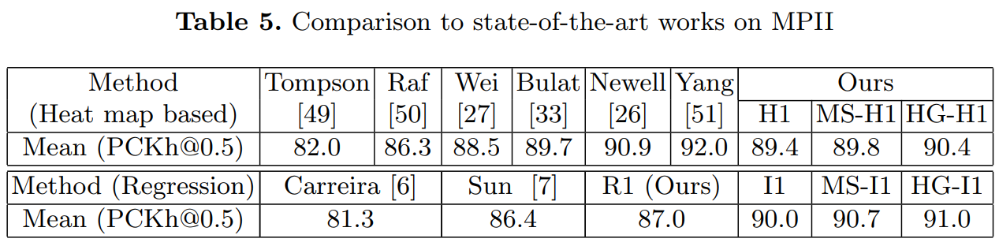 Table 5. Comparison to state-of-the-art works on MPII
Method Tompson Raf Wei Bulat Newell Yang Ours
(Heat map based) [49] [50] [27] [33] [26] [51] H1 MS-H1 HG-H1
Mean (PCKh@0.5) 82.0 86.3 88.5 89.7 90.9 92.0 89.4 89.8 90.4
Method (Regression) Carreira [6] Sun [7] R1 (Ours) I1 MS-I1 HG-I1
Mean (PCKh@0.5) 81.3 86.4 87.0 90.0 90.7 91.0